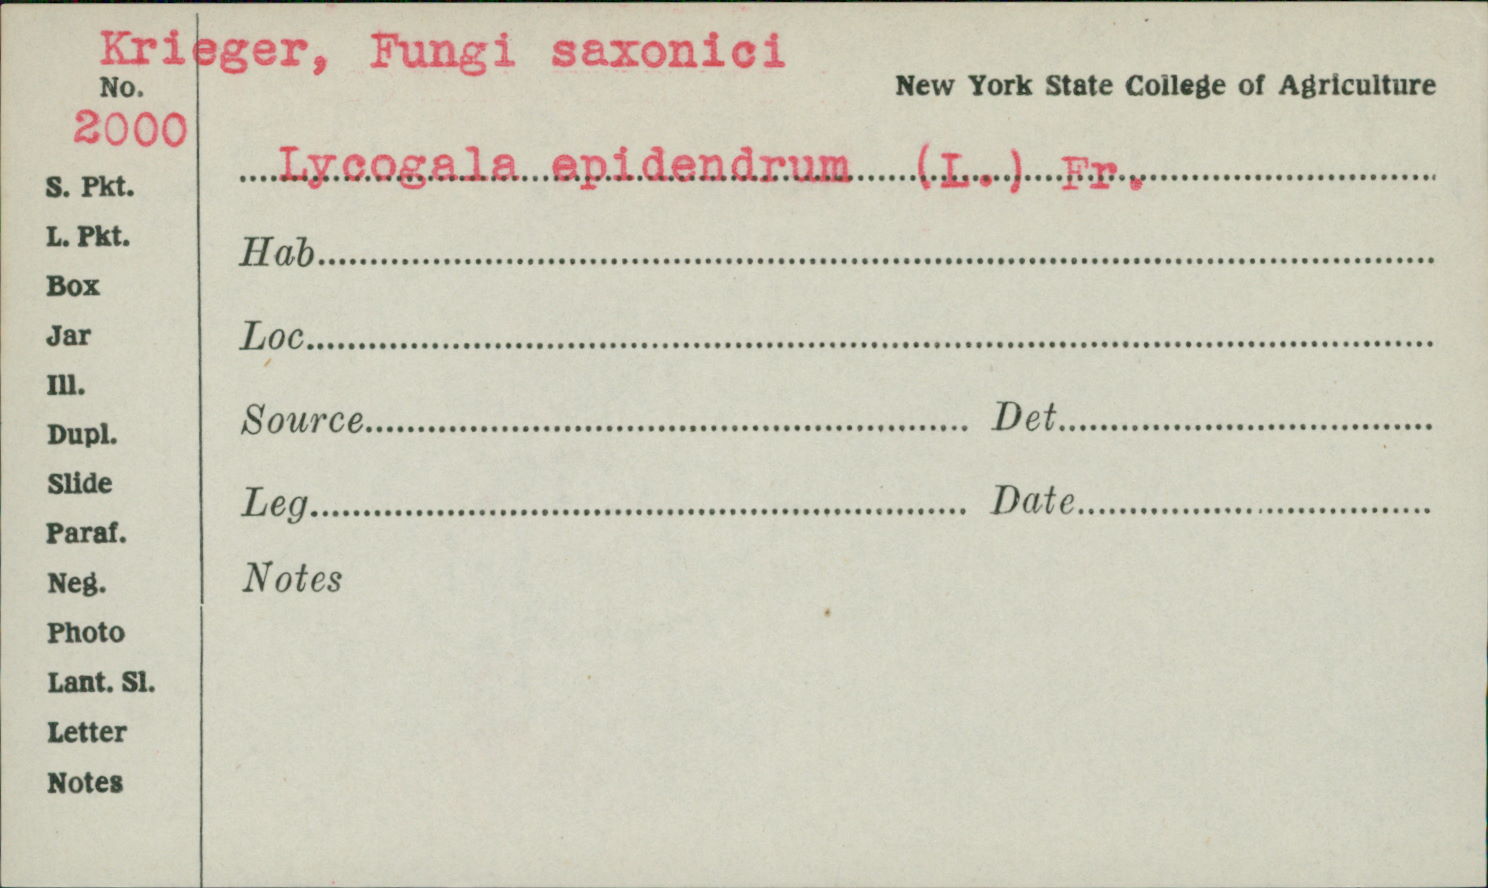 Krieger, Fungi saxonici
No.
New York State College of Agriculture
2000
Lycogala epidendrum (L.) Fr.
S. Pkt.
L. Pkt.
Hab
Box
Jar
Loc
Ill.
Dupl.
Source Det
Slide
Leg Date
Paraf.
Neg.
Notes
Photo
Lant. Sl.
Letter
Notes